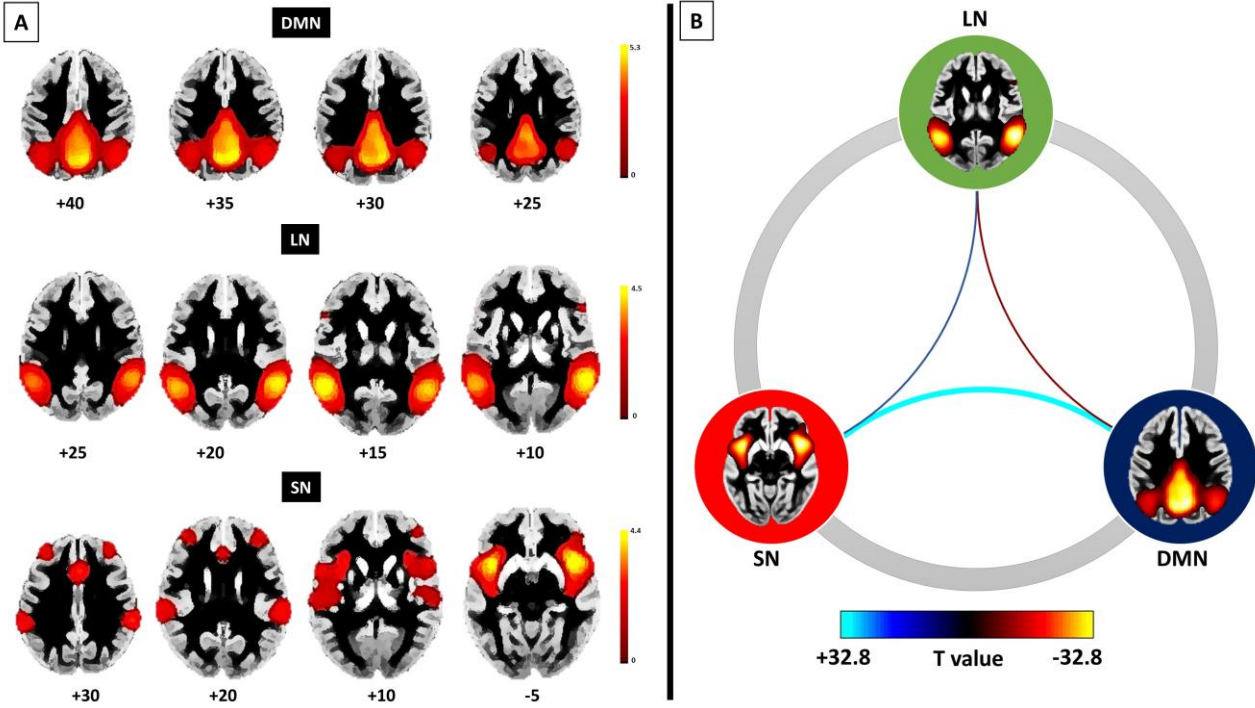 A
DMN
5.3
0
+40 +35 +30 +25
LN
4.5
0
+25 +20 +15 +10
SN
4.4
0
+30 +20 +10 -5
B
LN
SN
DMN
+32.8 T value -32.8